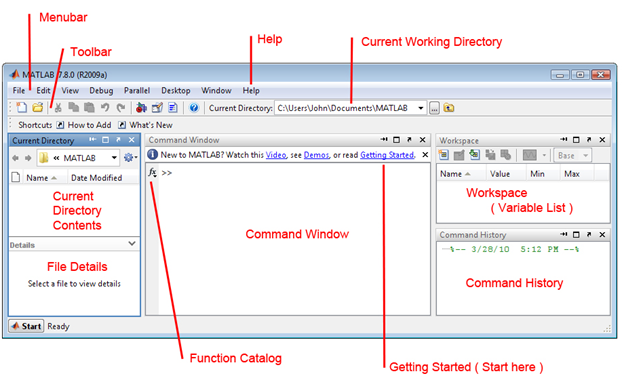 Menubar
Toolbar
Help
Current Working Directory
MATLAB 7.8.0 (R2009a)
File Edit View Debug Parallel Desktop Window Help
Current Directory: C:\Users\John\Documents\MATLAB ...
Shortcuts How to Add What's New
Current Directory
« MATLAB
Name Date Modified
Current
Directory
Contents
Details
File Details
Select a file to view details
Command Window
New to MATLAB? Watch this Video, see Demos, or read Getting Started.
fx >>
Command Window
Workspace
Base
Name Value Min Max
Workspace
( Variable List )
Command History
%-- 3/28/10 5:12 PM --%
Command History
Start Ready
Function Catalog
Getting Started ( Start here )